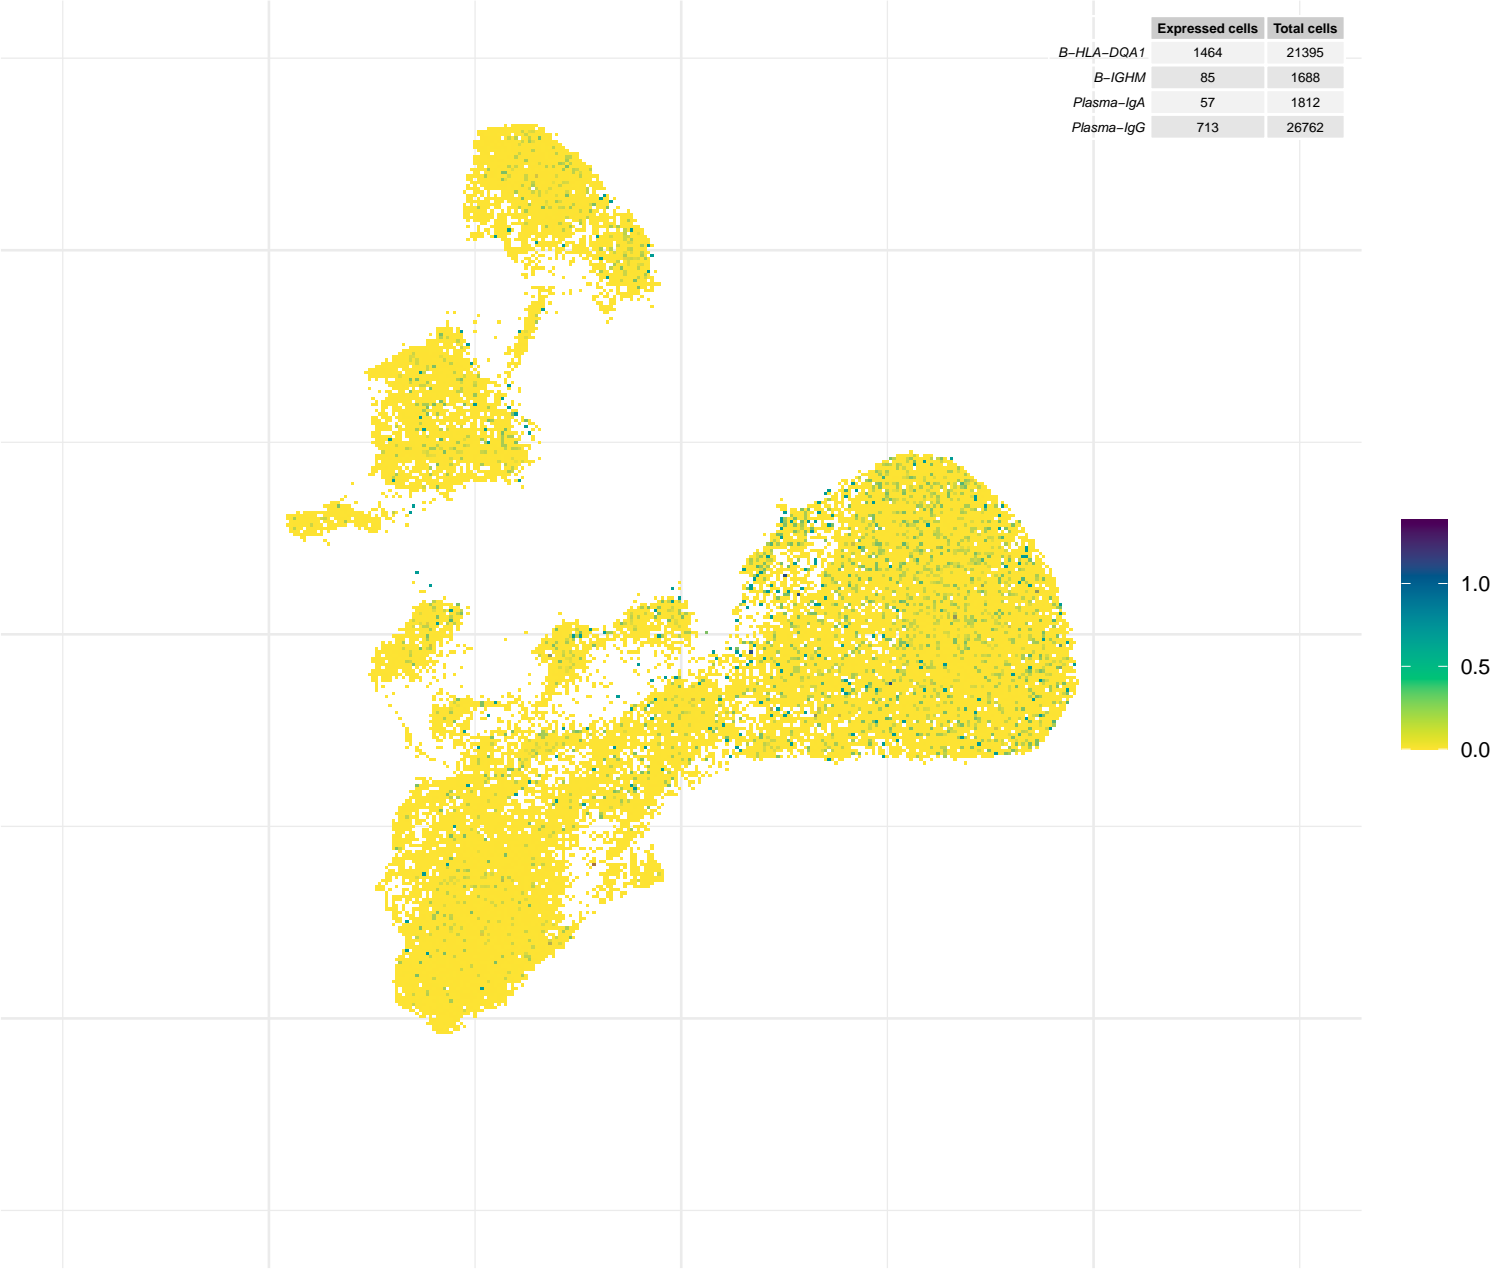 Expressed cells Total cells
B−HLA−DQA1 1464 21395
B−IGHM 85 1688
Plasma−IgA 57 1812
Plasma−IgG 713 26762
1.0
0.5
0.0